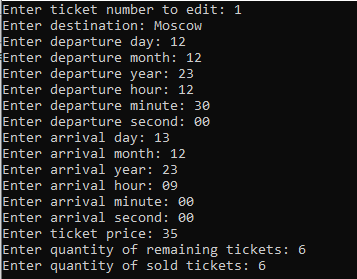 Enter ticket number to edit: 1
Enter destination: Moscow
Enter departure day: 12
Enter departure month: 12
Enter departure year: 23
Enter departure hour: 12
Enter departure minute: 30
Enter departure second: 00
Enter arrival day: 13
Enter arrival month: 12
Enter arrival year: 23
Enter arrival hour: 09
Enter arrival minute: 00
Enter arrival second: 00
Enter ticket price: 35
Enter quantity of remaining tickets: 6
Enter quantity of sold tickets: 6